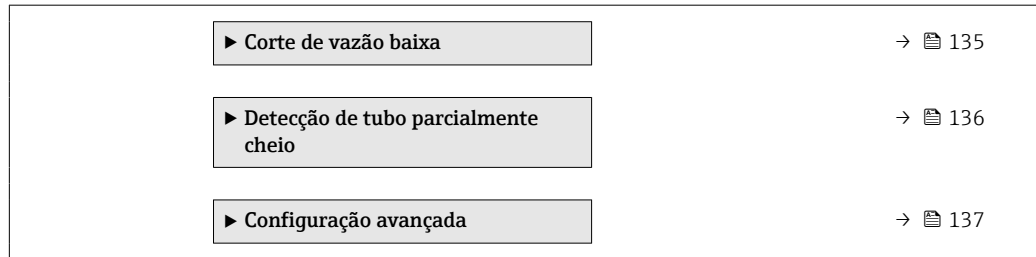 ▶ Corte de vazão baixa → 135
▶ Detecção de tubo parcialmente → 136
cheio
▶ Configuração avançada → 137